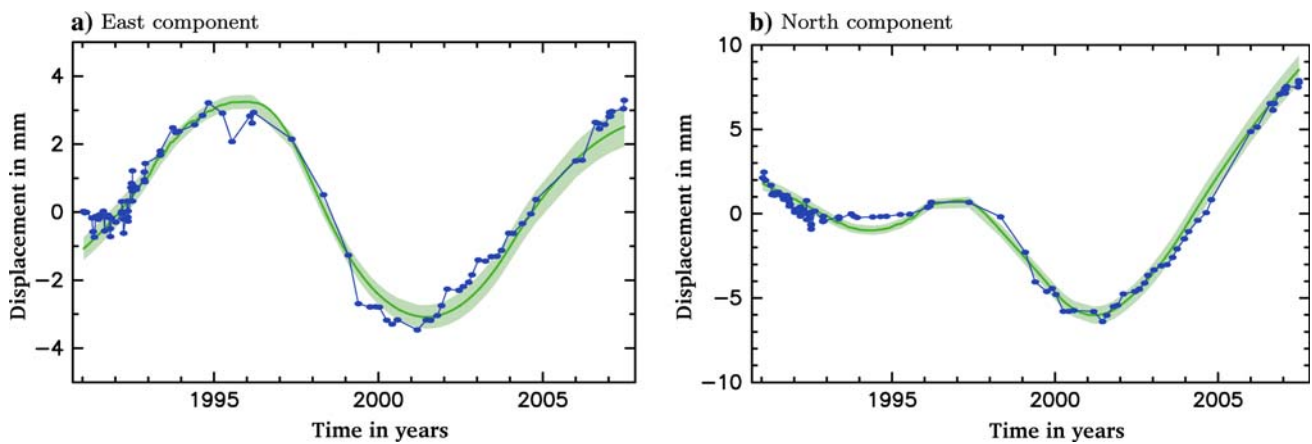 a) East component
4
2
0
−2
−4
1995 2000 2005
Displacement in mm
Time in years
b) North component
10
5
0
−5
−10
1995 2000 2005
Displacement in mm
Time in years